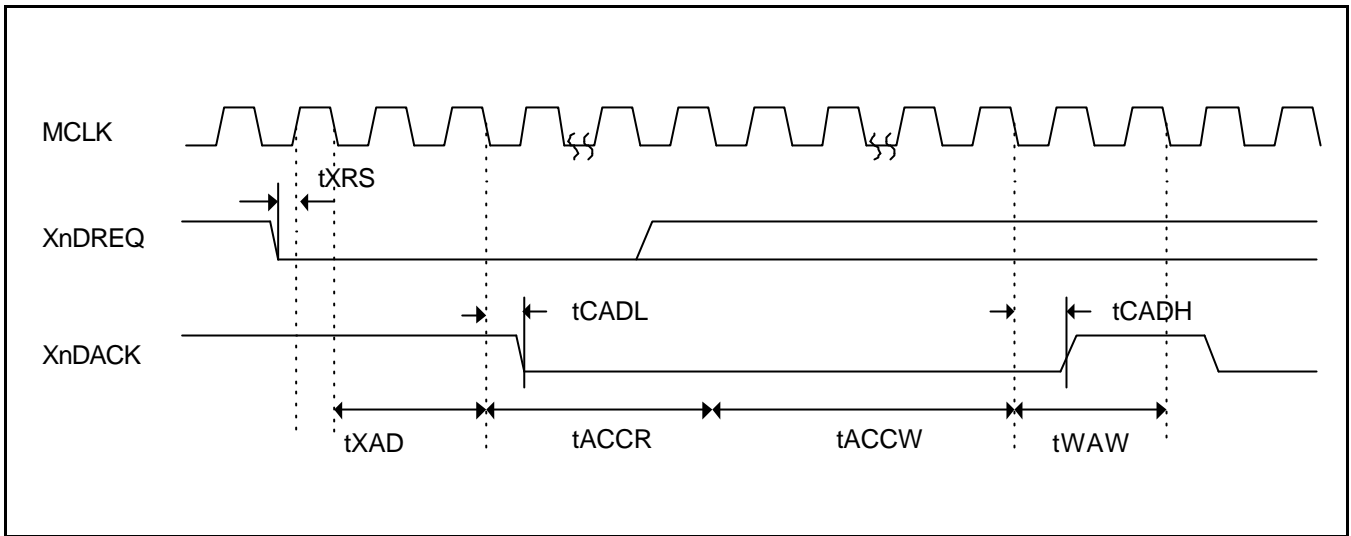 MCLK
tXRS
XnDREQ
tCADL
tCADH
XnDACK
tXAD
tACCR
tACCW
tWAW